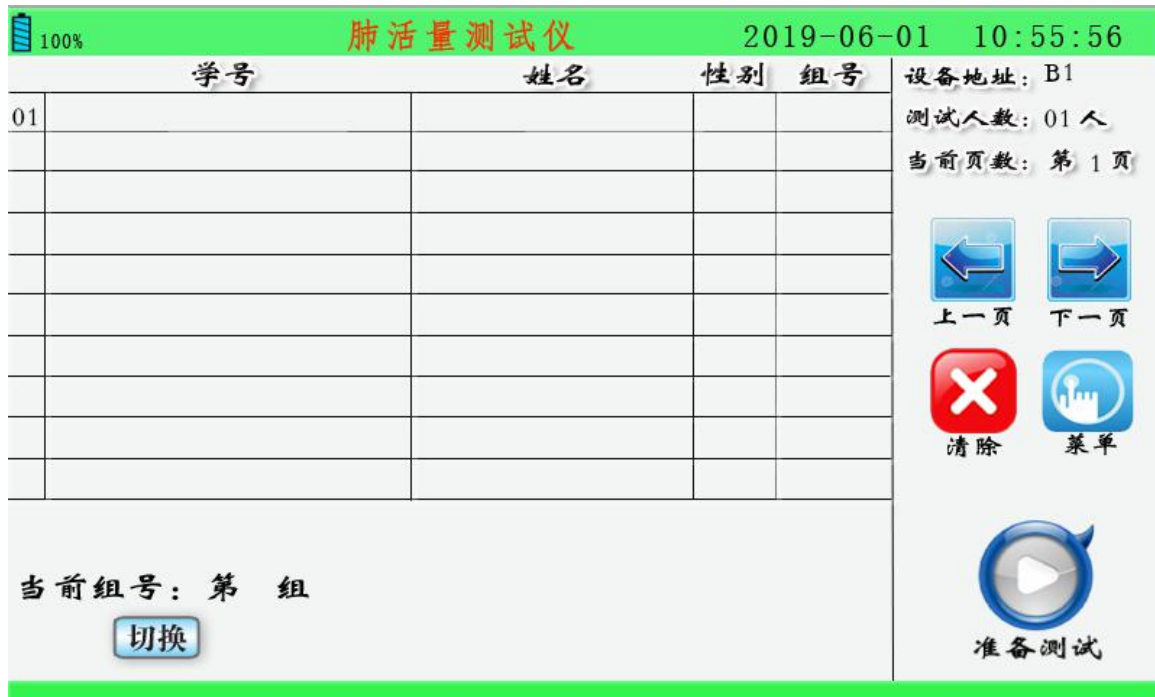 100% 肺活量测试仪 2019-06-01 10:55:56
学号 姓名 性别 组号
设备地址: B1
01
测试人数: 01 人
当前页数: 第 1 页
上一页 下一页
清除 菜单
当前组号: 第 组
切换
准备测试